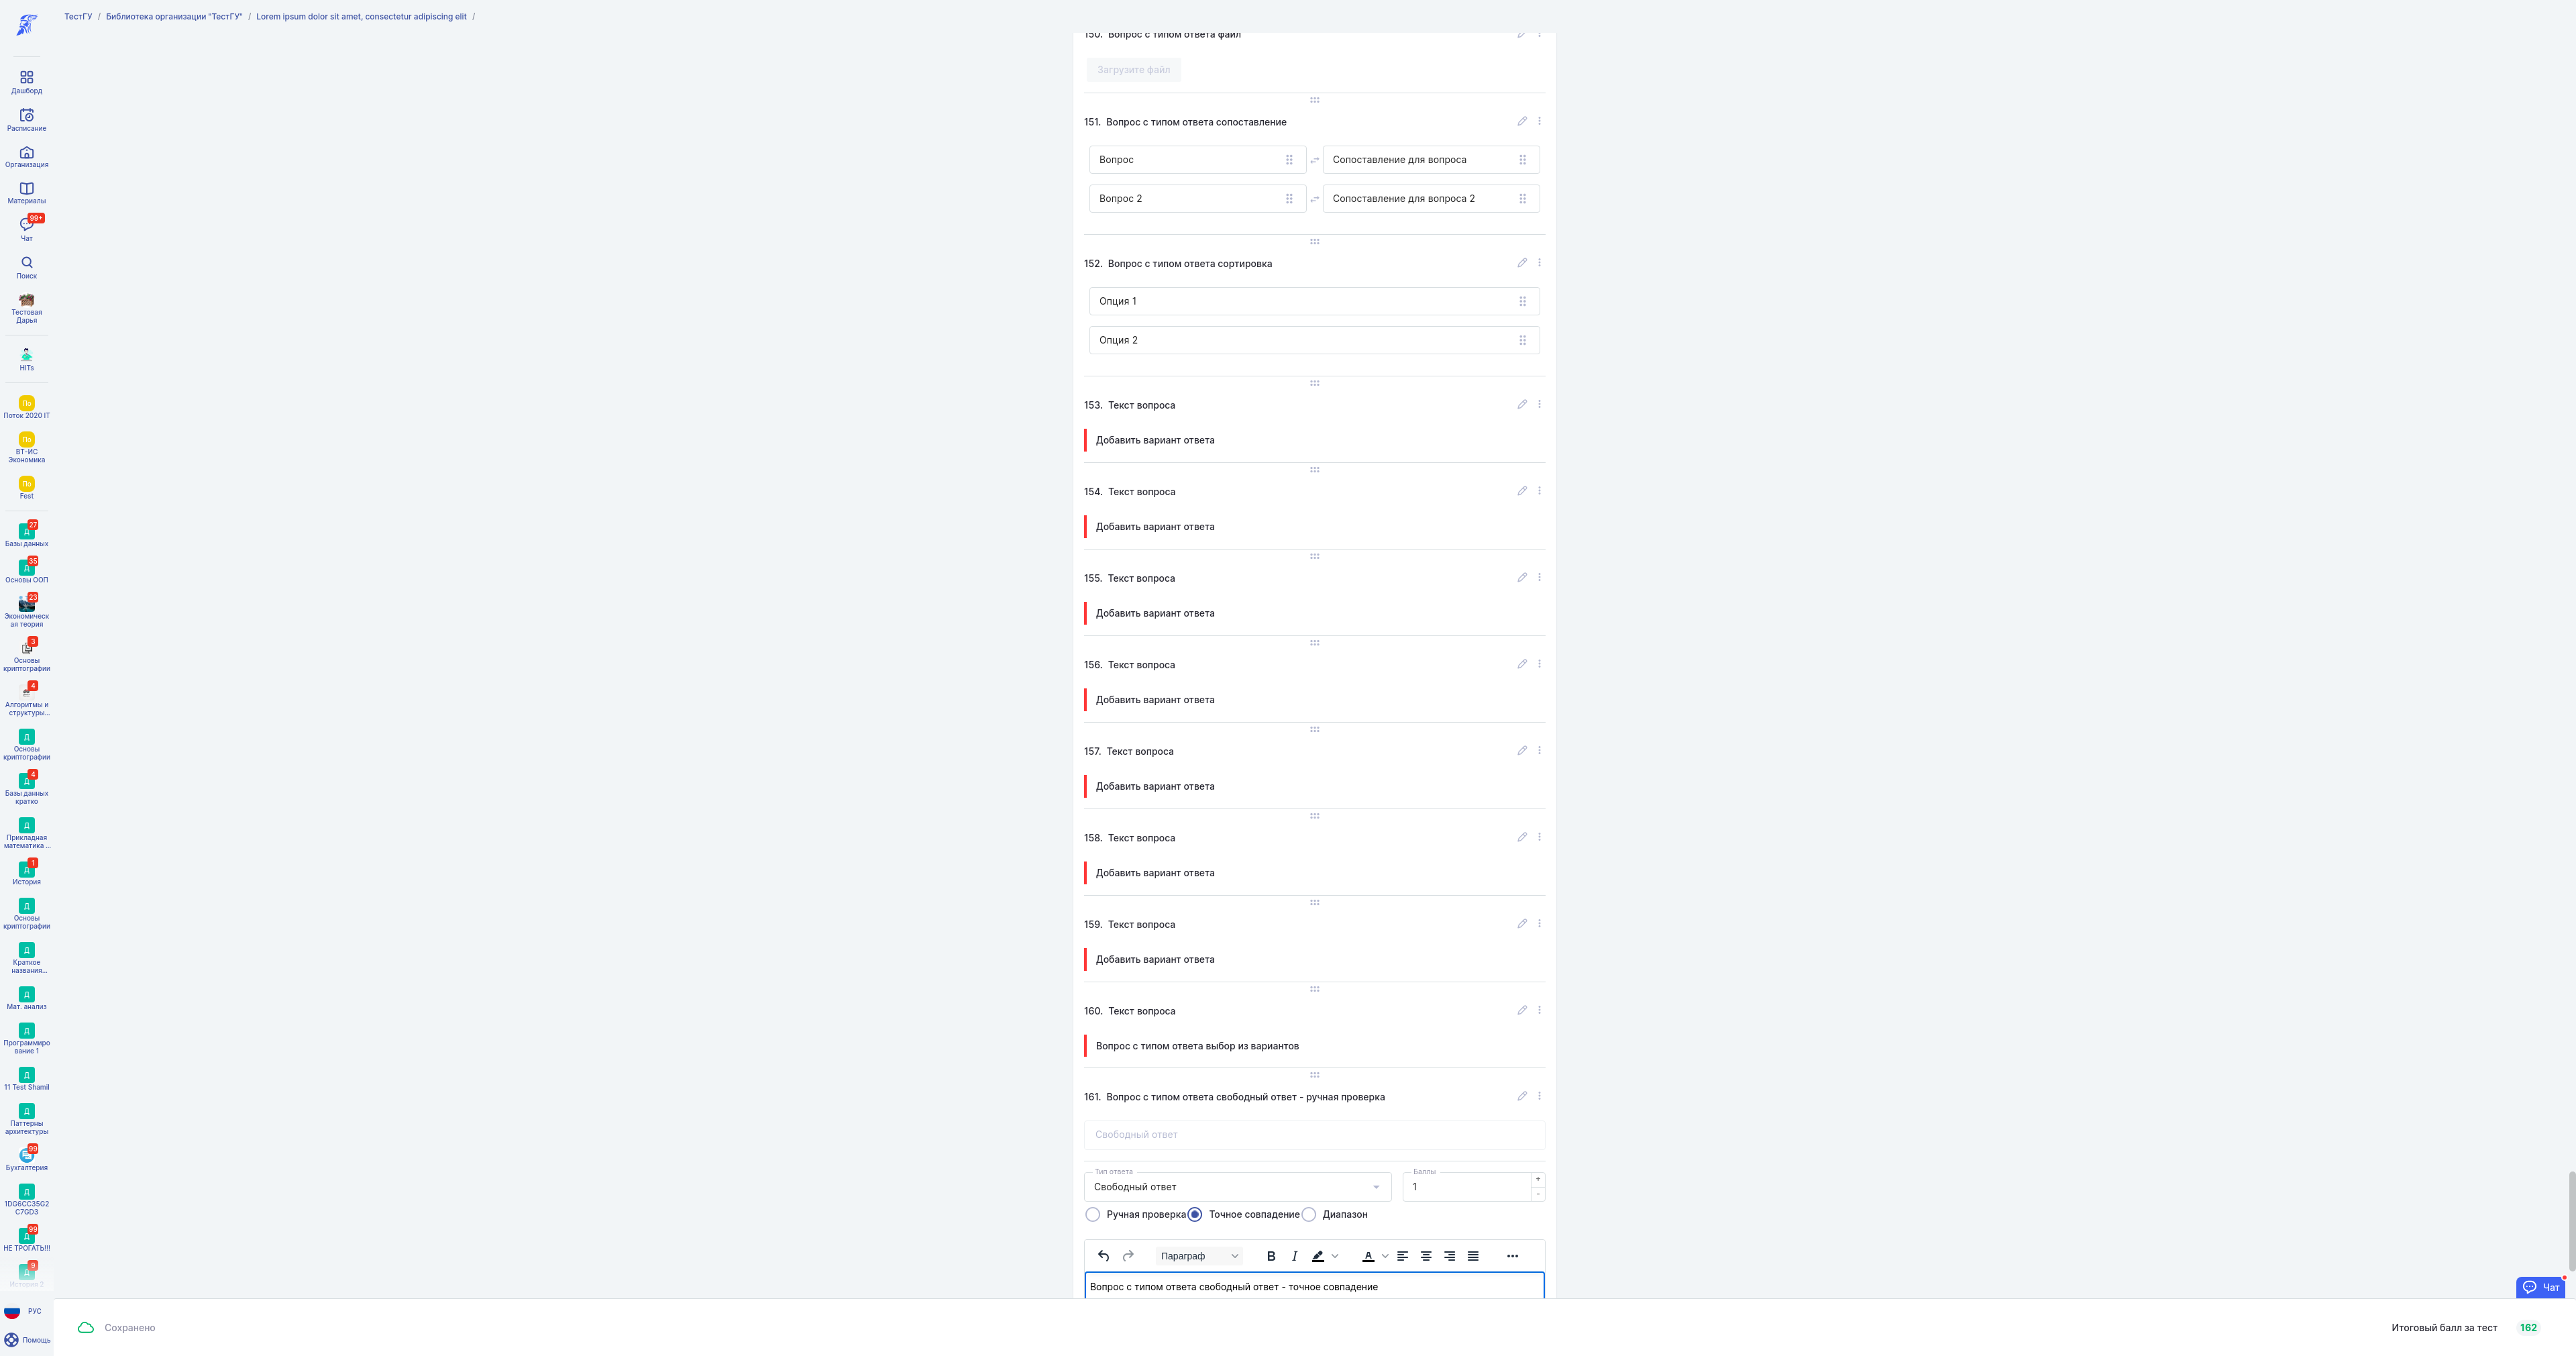 ТестГУ / Библиотека организации "ТестГУ" / Lorem ipsum dolor sit amet, consectetur adipiscing elit /
Дашборд
Расписание
Организация
Материалы
99+
Чат
Поиск
Тестовая
Дарья
HITs
По
Поток 2020 IT
По
ВТ-ИС
Экономика
По
Fest
27
Д
Базы данных
35
Д
Основы ООП
23
Экономическ
ая теория
3
Основы
криптографии
4
Алгоритмы и
структуры...
Д
Основы
криптографии
4
Д
Базы данных
кратко
Д
Прикладная
математика ...
1
Д
История
Д
Основы
криптографии
Д
Краткое
названия...
Д
Мат. анализ
Д
Программиро
вание 1
Д
11 Test Shamil
Д
Паттерны
архитектуры
99
Бухгалтерия
Д
1DG6CC35G2
C7GD3
99
Д
НЕ ТРОГАТЬ!!!
9
Д
История 2
РУС
Помощь
150. Вопрос с типом ответа файл
Загрузите файл
151. Вопрос с типом ответа сопоставление
Вопрос Сопоставление для вопроса
Вопрос 2 Сопоставление для вопроса 2
152. Вопрос с типом ответа сортировка
Опция 1
Опция 2
153. Текст вопроса
Добавить вариант ответа
154. Текст вопроса
Добавить вариант ответа
155. Текст вопроса
Добавить вариант ответа
156. Текст вопроса
Добавить вариант ответа
157. Текст вопроса
Добавить вариант ответа
158. Текст вопроса
Добавить вариант ответа
159. Текст вопроса
Добавить вариант ответа
160. Текст вопроса
Вопрос с типом ответа выбор из вариантов
161. Вопрос с типом ответа свободный ответ - ручная проверка
Свободный ответ
Тип ответа Баллы
Свободный ответ 1 + -
Ручная проверка Точное совпадение Диапазон
Параграф B I A
Вопрос с типом ответа свободный ответ - точное совпадение
Чат
Сохранено Итоговый балл за тест 162